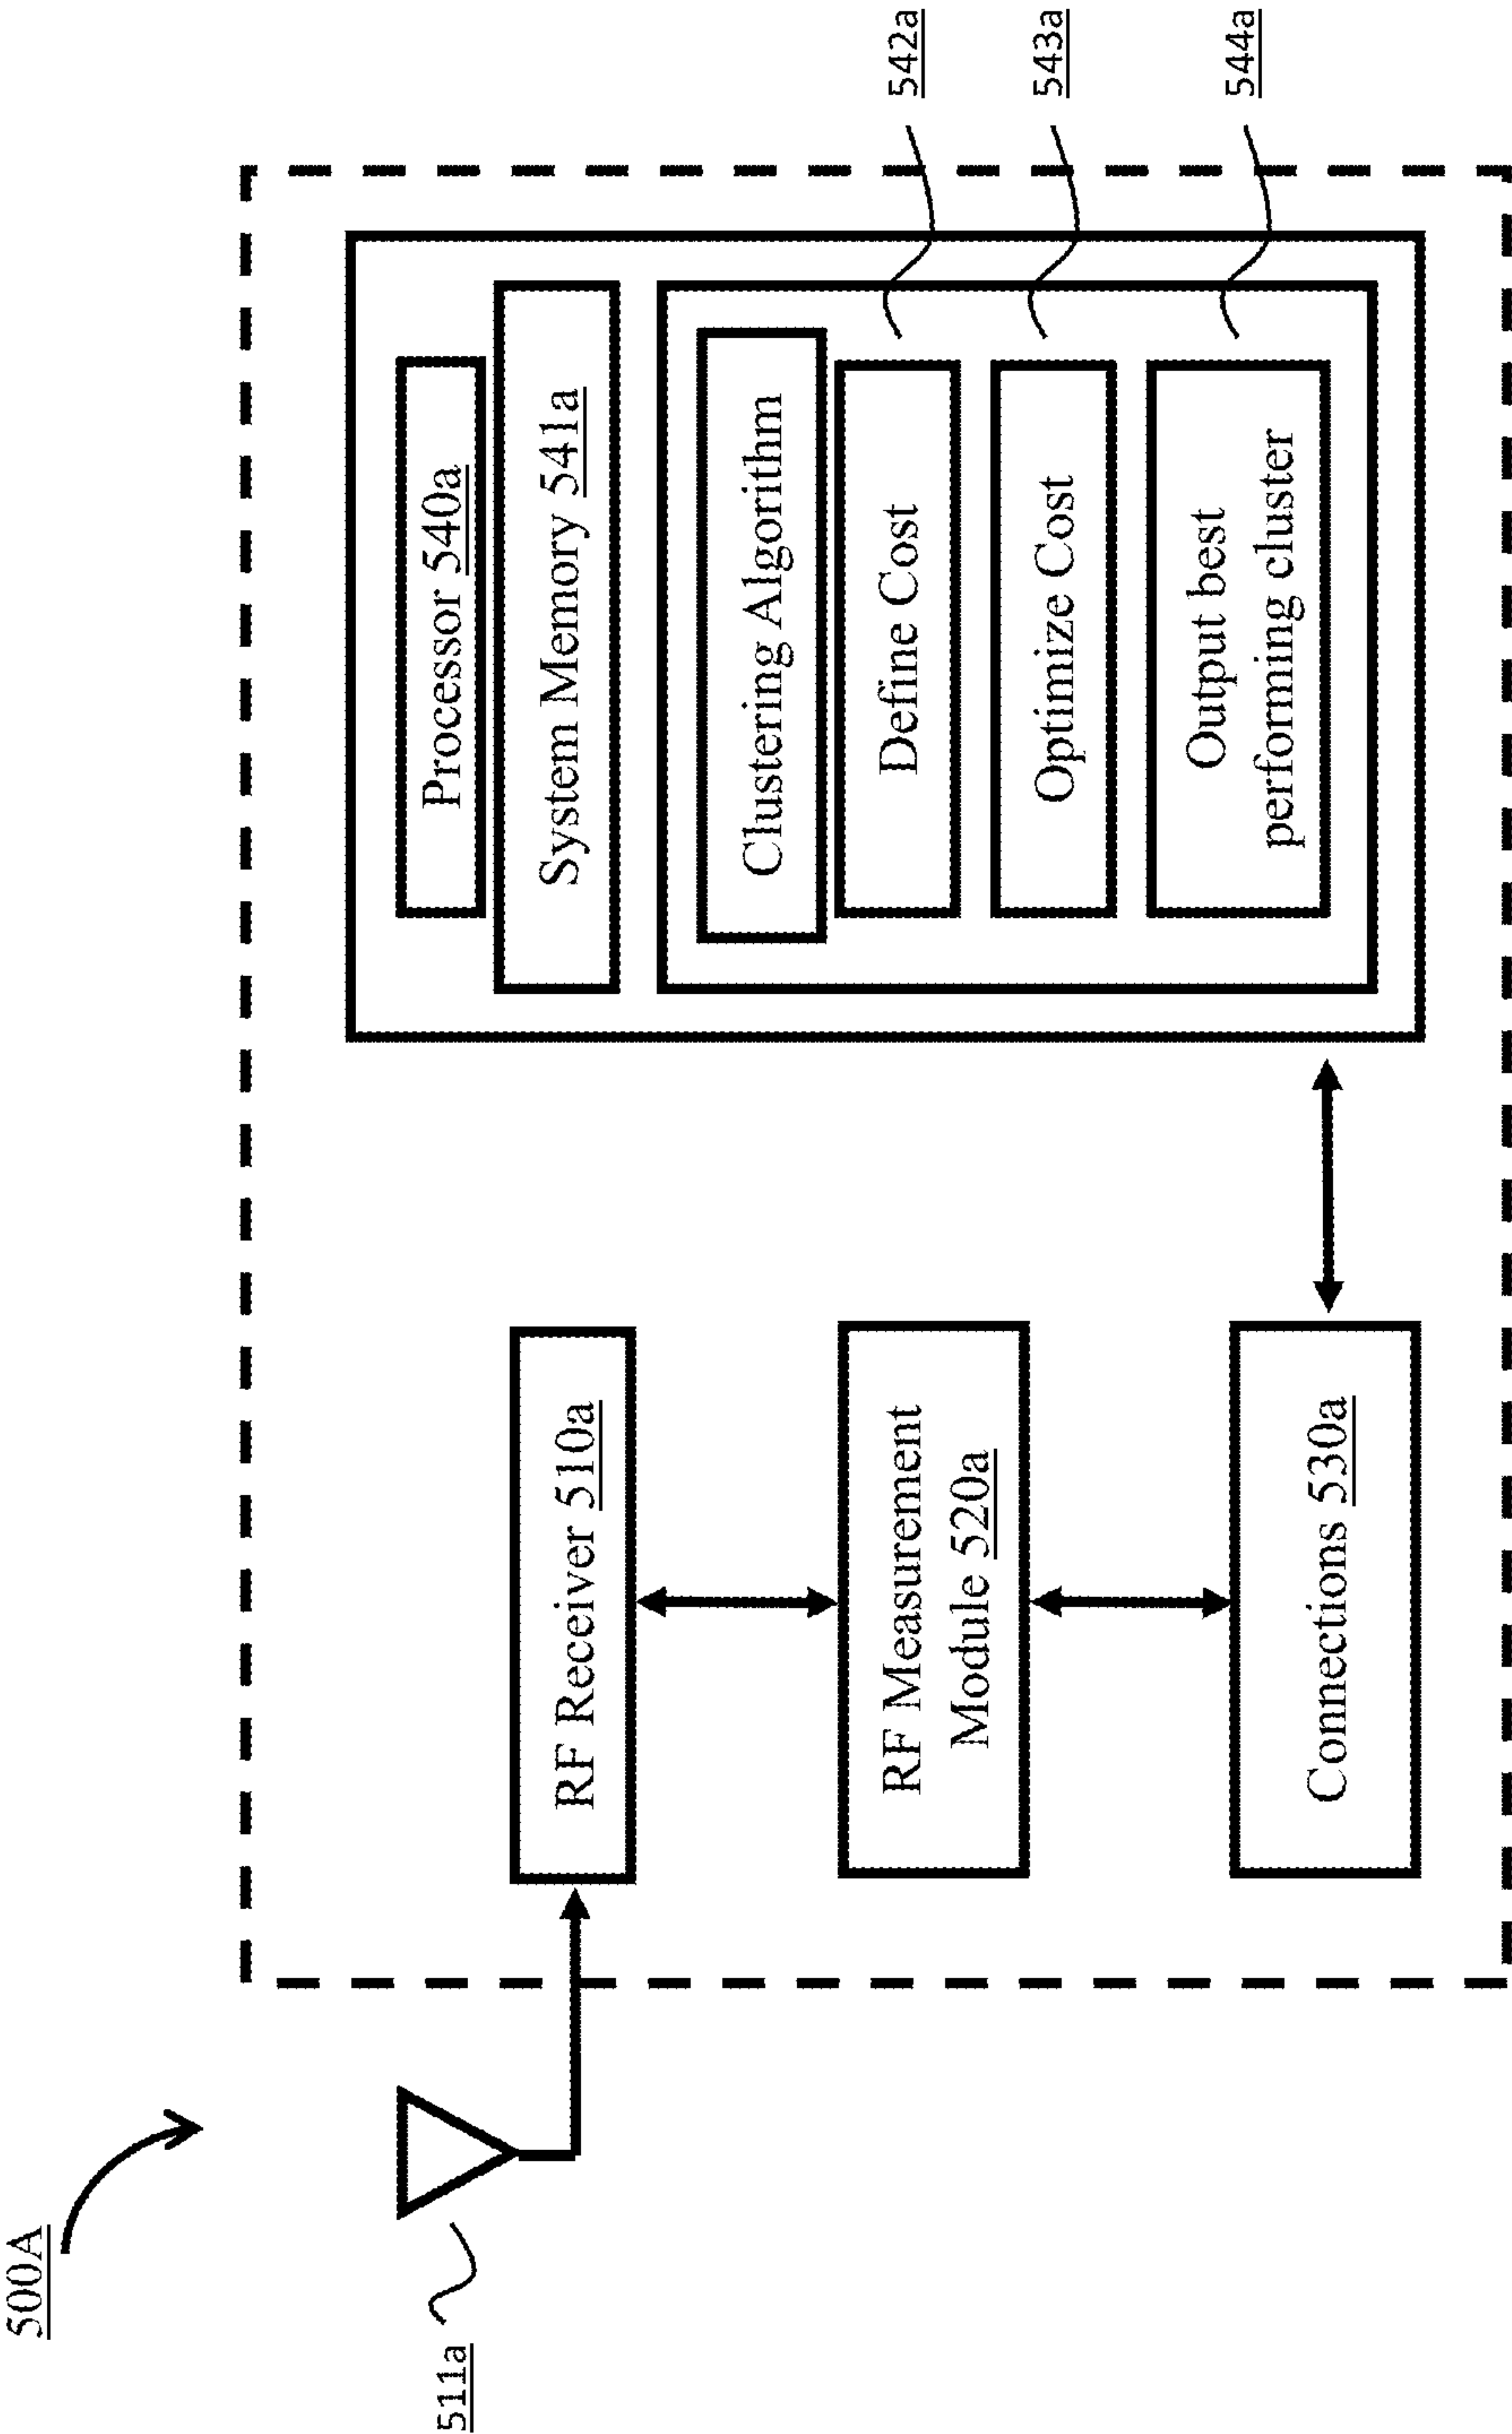 500A
511a
RF Receiver 510a
RF Measurement
Module 520a
Connections 530a
Processor 540a
System Memory 541a
Clustering Algorithm
Define Cost
Optimize Cost
Output best
performing cluster
542a
543a
544a